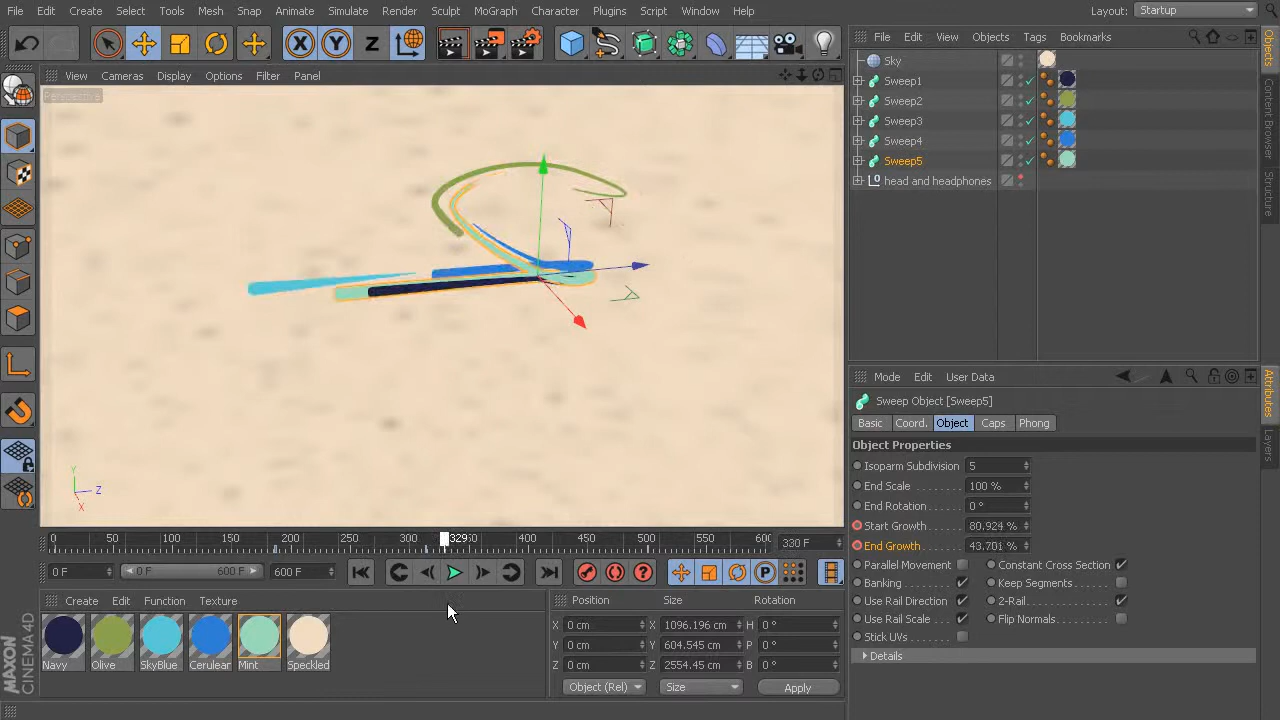 File Edit Create Select Tools Mesh Snap Animate Simulate Render Sculpt MoGraph Character Plugins Script Window Help Layout: Startup
X Y Z
File Edit View Objects Tags Bookmarks
View Cameras Display Options Filter Panel
Perspective
Sky
Sweep1
Sweep2
Sweep3
Sweep4
Sweep5
head and headphones
Objects
Content Browser
Structure
Mode Edit User Data
Sweep Object [Sweep5]
Basic Coord. Object Caps Phong
Object Properties
Isoparm Subdivision 5
End Scale 100 %
End Rotation 0 °
Start Growth 80.924 %
End Growth 43.701 %
Parallel Movement Constant Cross Section
Banking Keep Segments
Use Rail Direction 2-Rail
Use Rail Scale Flip Normals
Stick UVs
Details
Attributes
Layers
Y
Z
X
0 50 100 150 200 250 300 329 400 450 500 550 600 330 F
0 F 0 F 600 F 600 F
Create Edit Function Texture
Navy Olive SkyBlue Cerulear Mint Speckled
Position Size Rotation
X 0 cm X 1096.196 cm H 0 °
Y 0 cm Y 604.545 cm P 0 °
Z 0 cm Z 2554.45 cm B 0 °
Object (Rel) Size Apply
MAXON
CINEMA 4D